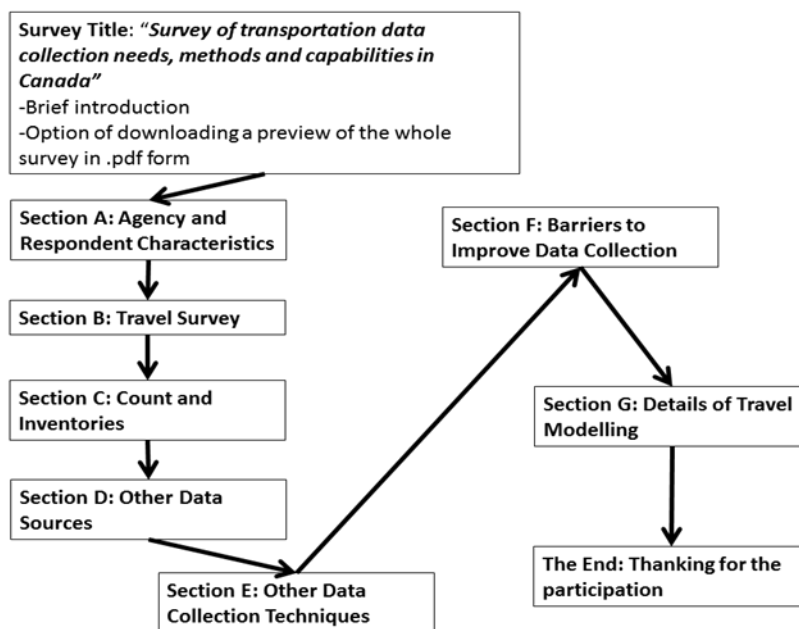 Survey Title: “Survey of transportation data
collection needs, methods and capabilities in
Canada”
-Brief introduction
-Option of downloading a preview of the whole
survey in .pdf form
Section A: Agency and
Respondent Characteristics
Section B: Travel Survey
Section C: Count and
Inventories
Section D: Other Data
Sources
Section E: Other Data
Collection Techniques
Section F: Barriers to
Improve Data Collection
Section G: Details of Travel
Modelling
The End: Thanking for the
participation